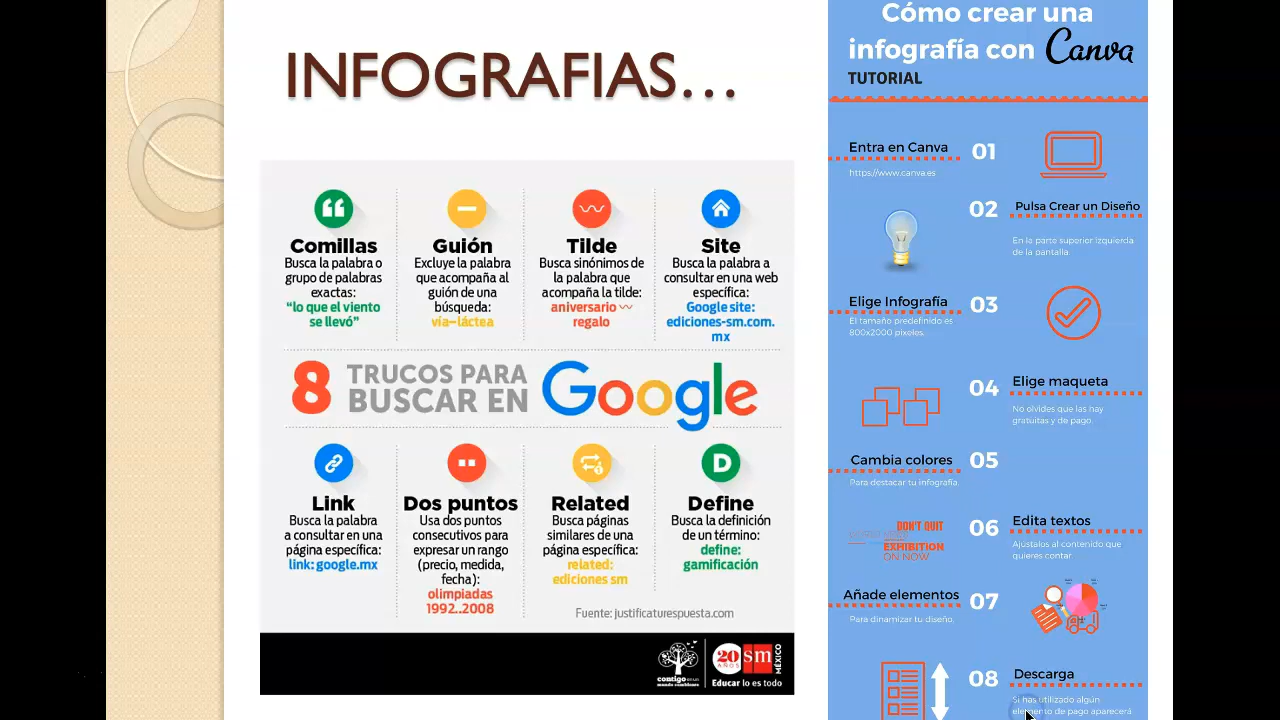 INFOGRAFIAS...
Comillas
Busca la palabra o
grupo de palabras
exactas:
“lo que el viento
se llevó”
Guión
Excluye la palabra
que acompaña al
guión de una
búsqueda:
vía–láctea
Tilde
Busca sinónimos de
la palabra que
acompaña la tilde:
aniversario
regalo
Site
Busca la palabra a
consultar en una web
específica:
Google site:
ediciones-sm.com.
mx
8 TRUCOS PARA
BUSCAR EN Google
Link
Busca la palabra
a consultar en una
página específica:
link: google.mx
Dos puntos
Usa dos puntos
consecutivos para
expresar un rango
(precio, medida,
fecha):
olimpiadas
1992..2008
Related
Busca páginas
similares de una
página específica:
related:
ediciones sm
D
Define
Busca la definición
de un término:
define:
gamificación
Fuente: justificaturespuesta.com
contigo
20 AÑOS sm MÉXICO
Educar lo es todo
Cómo crear una
infografía con Canva
TUTORIAL
Entra en Canva 01
https://www.canva.es
02 Pulsa Crear un Diseño
En la parte superior izquierda
de la pantalla.
Elige Infografía 03
El tamaño predefinido es
800x2000 píxeles.
04 Elige maqueta
No olvides que las hay
gratuitas y de pago.
Cambia colores 05
Para destacar tu infografía.
06 Edita textos
Ajústalos al contenido que
quieres contar.
DON'T QUIT
EXHIBITION
ON NOW
Añade elementos 07
Para dinamizar tu diseño.
08 Descarga
Si has utilizado algún
elemento de pago aparecerá